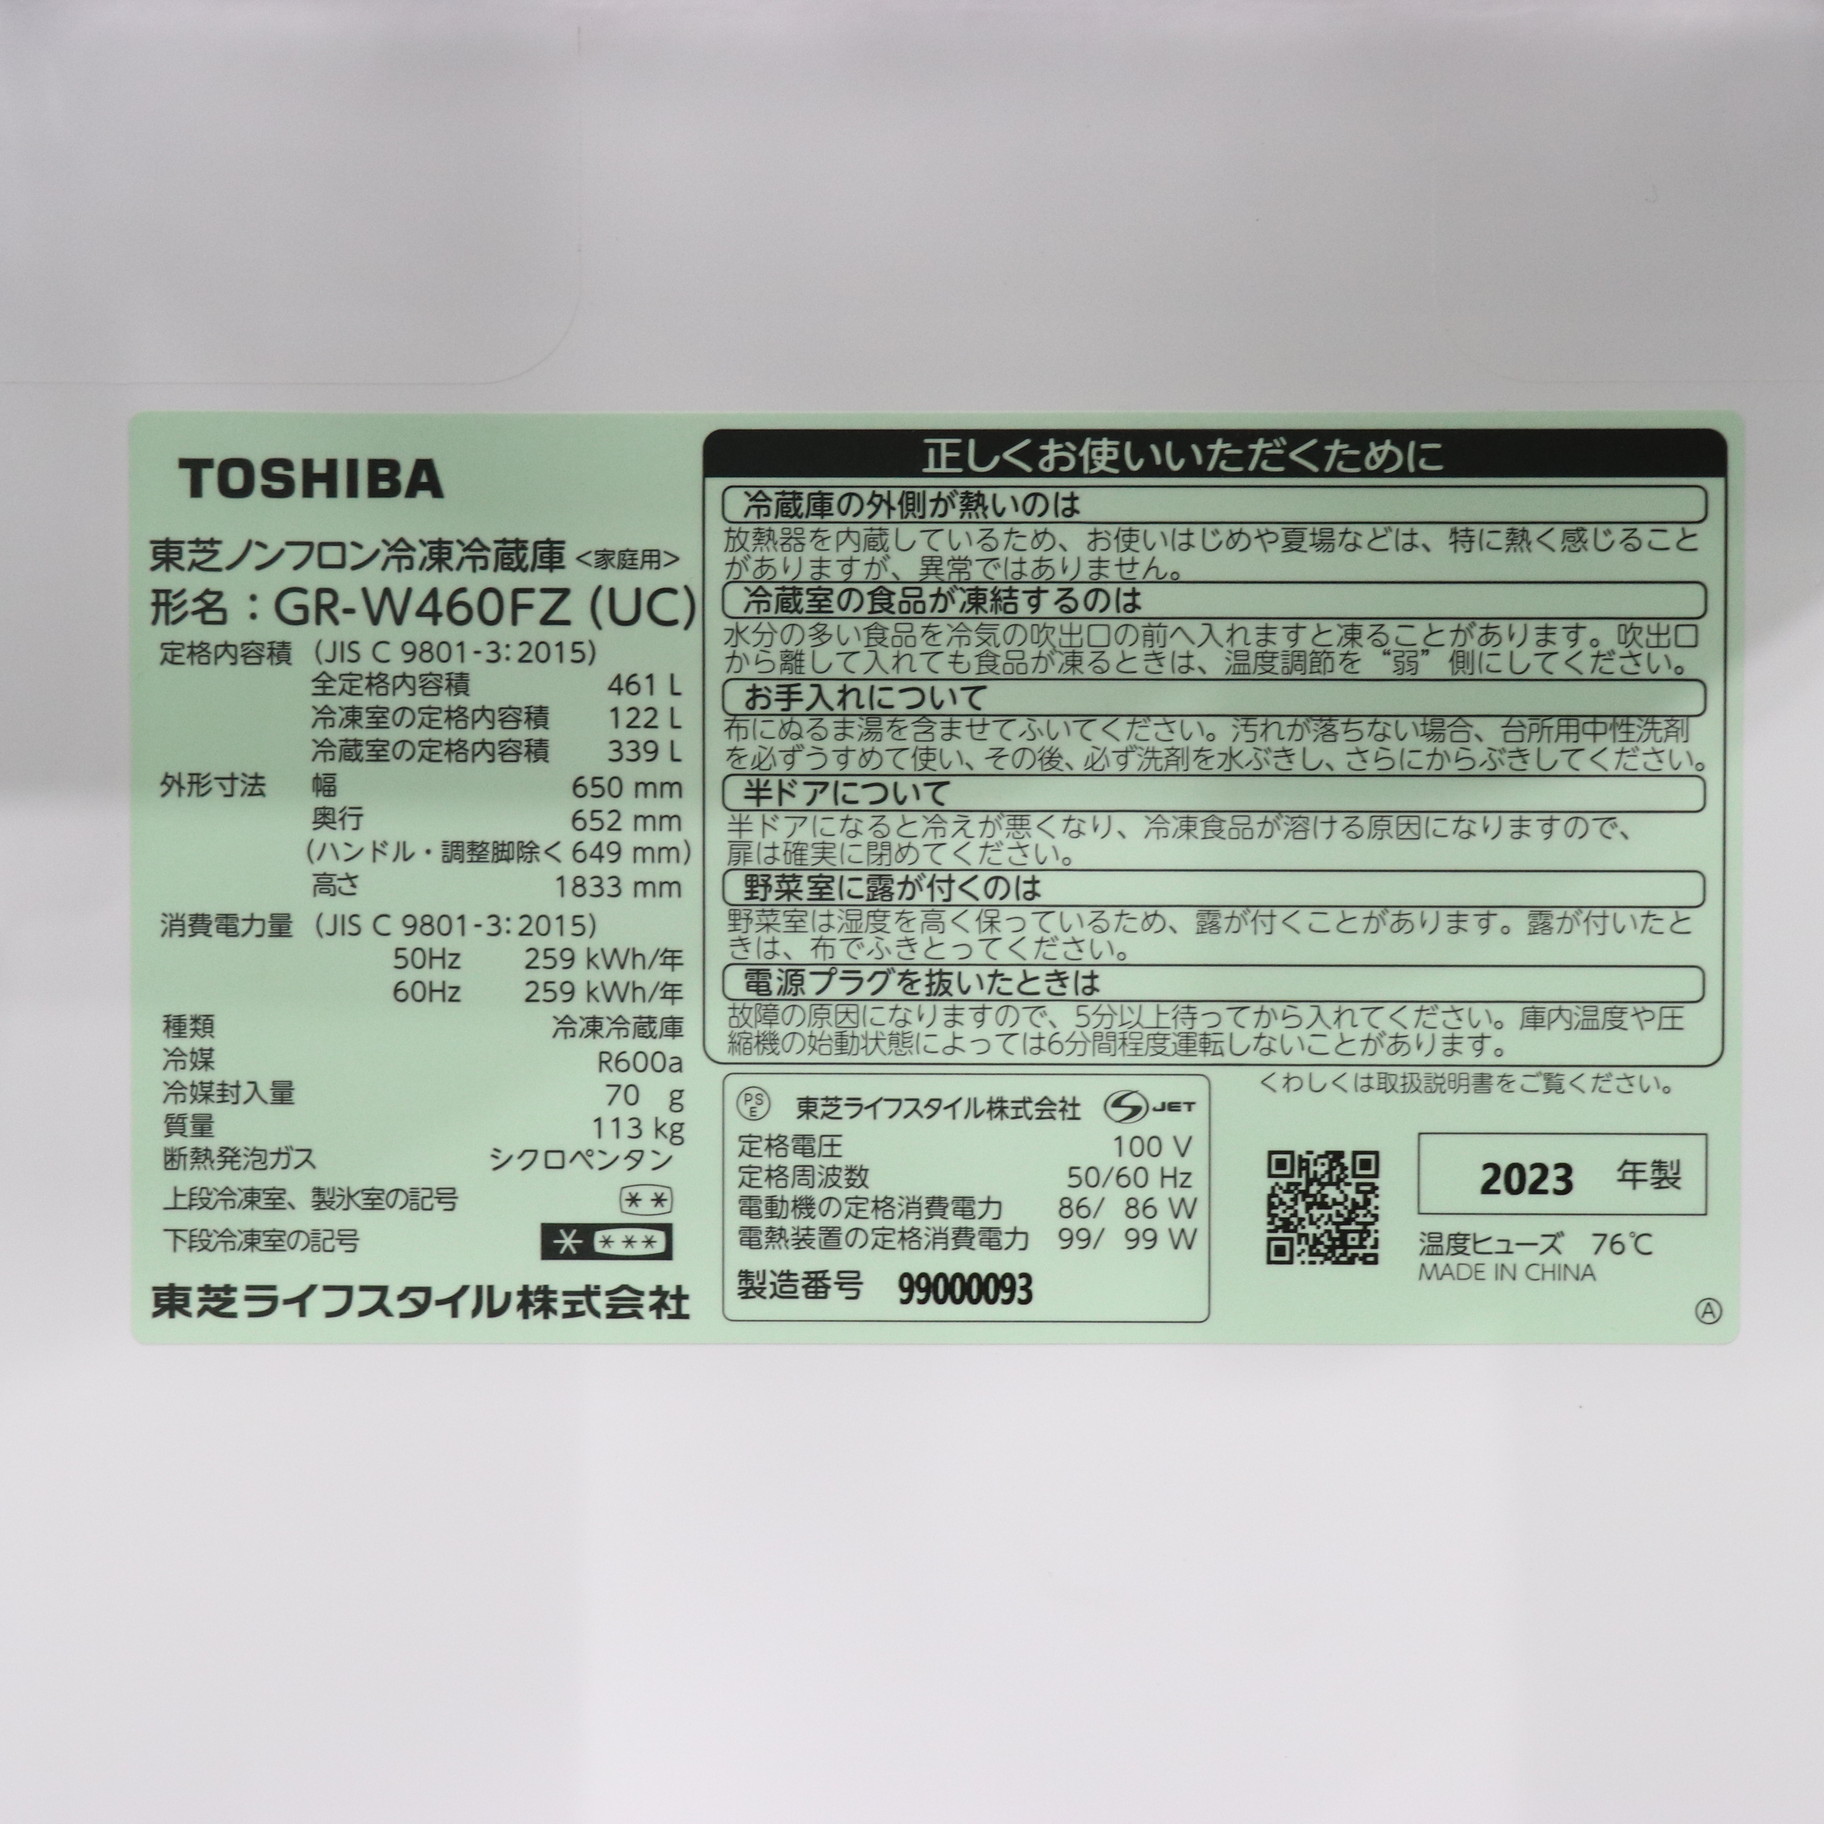 TOSHIBA
東芝ノンフロン冷凍冷蔵庫 <家庭用>
形名：GR-W460FZ (UC)
定格内容積 (JIS C 9801-3:2015)
全定格内容積 461 L
冷凍室の定格内容積 122 L
冷蔵室の定格内容積 339 L
外形寸法 幅 650 mm
奥行 652 mm
(ハンドル・調整脚除く 649 mm)
高さ 1833 mm
消費電力量 (JIS C 9801-3:2015)
50Hz 259 kWh/年
60Hz 259 kWh/年
種類 冷凍冷蔵庫
冷媒 R600a
冷媒封入量 70 g
質量 113 kg
断熱発泡ガス シクロペンタン
上段冷凍室、製氷室の記号 **
下段冷凍室の記号 * ***
東芝ライフスタイル株式会社
正しくお使いいただくために
冷蔵庫の外側が熱いのは
放熱器を内蔵しているため、お使いはじめや夏場などは、特に熱く感じること
がありますが、異常ではありません。
冷蔵室の食品が凍結するのは
水分の多い食品を冷気の吹出口の前へ入れますと凍ることがあります。吹出口
から離して入れても食品が凍るときは、温度調節を“弱”側にしてください。
お手入れについて
布にぬるま湯を含ませてふいてください。汚れが落ちない場合、台所用中性洗剤
を必ずうすめて使い、その後、必ず洗剤を水ぶきし、さらにからぶきしてください。
半ドアについて
半ドアになると冷えが悪くなり、冷凍食品が溶ける原因になりますので、
扉は確実に閉めてください。
野菜室に露が付くのは
野菜室は湿度を高く保っているため、露が付くことがあります。露が付いたと
きは、布でふきとってください。
電源プラグを抜いたときは
故障の原因になりますので、5分以上待ってから入れてください。庫内温度や圧
縮機の始動状態によっては6分間程度運転しないことがあります。
くわしくは取扱説明書をご覧ください。
PSE 東芝ライフスタイル株式会社 S JET
定格電圧 100 V
定格周波数 50/60 Hz
電動機の定格消費電力 86/ 86 W
電熱装置の定格消費電力 99/ 99 W
製造番号 99000093
2023 年製
温度ヒューズ 76℃
MADE IN CHINA
Ⓐ